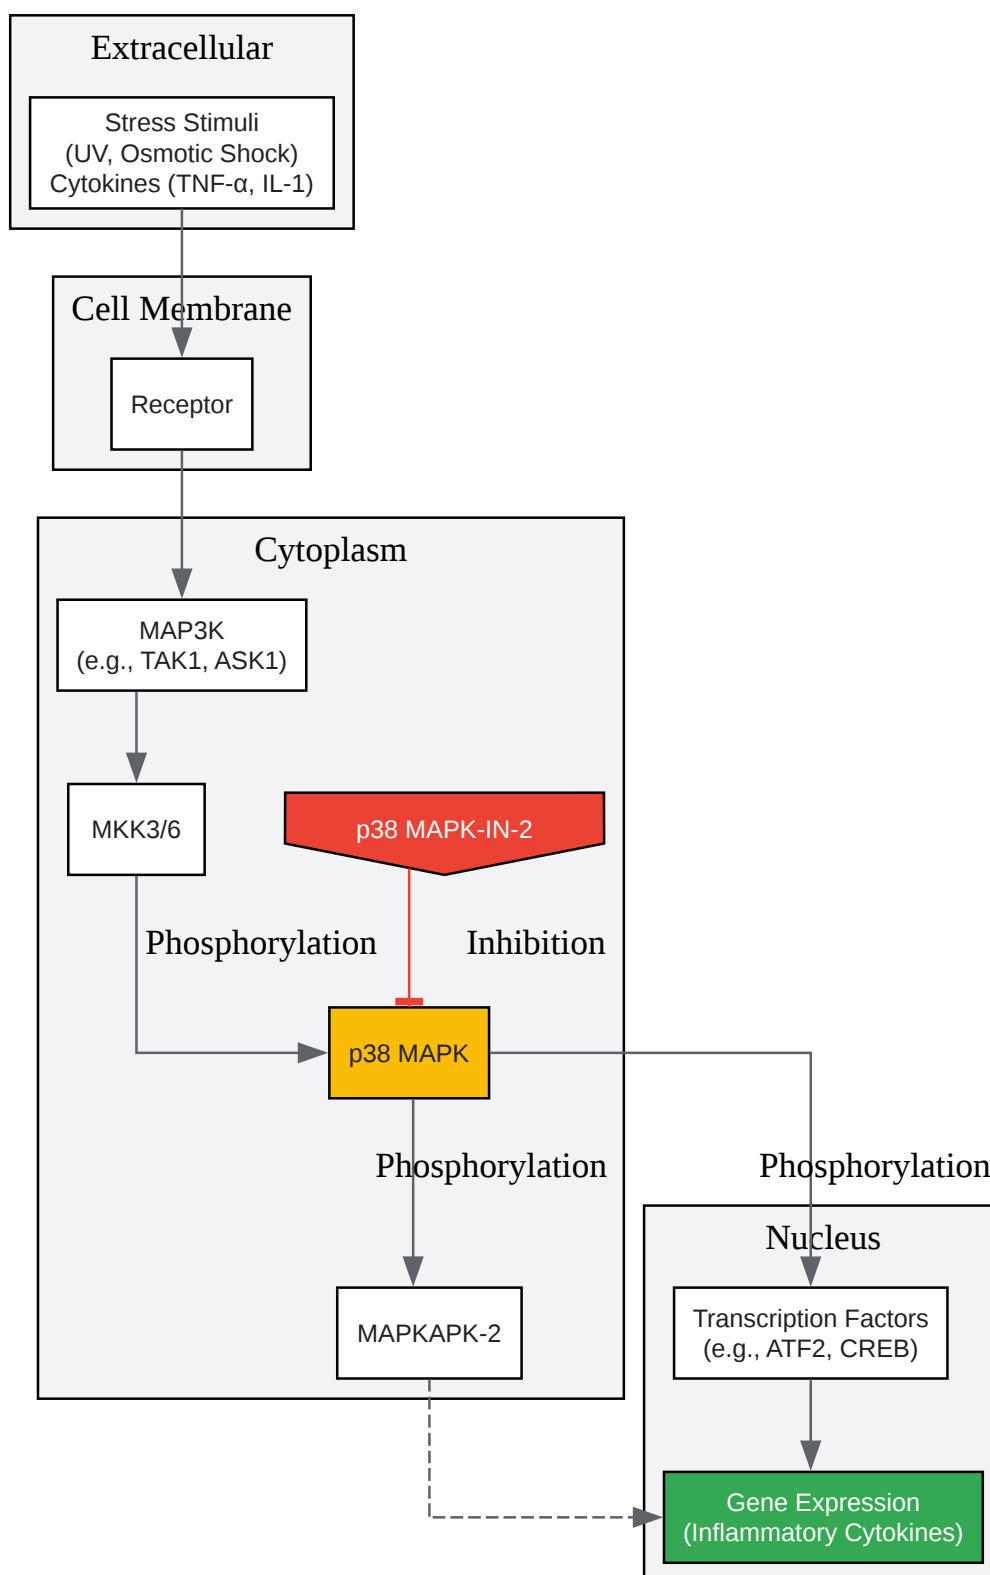 Extracellular
Stress Stimuli
(UV, Osmotic Shock)
Cytokines (TNF-α, IL-1)
Cell Membrane
Receptor
Cytoplasm
MAP3K
(e.g., TAK1, ASK1)
MKK3/6
p38 MAPK-IN-2
Phosphorylation
Inhibition
p38 MAPK
Phosphorylation
Phosphorylation
Nucleus
MAPKAPK-2
Transcription Factors
(e.g., ATF2, CREB)
Gene Expression
(Inflammatory Cytokines)